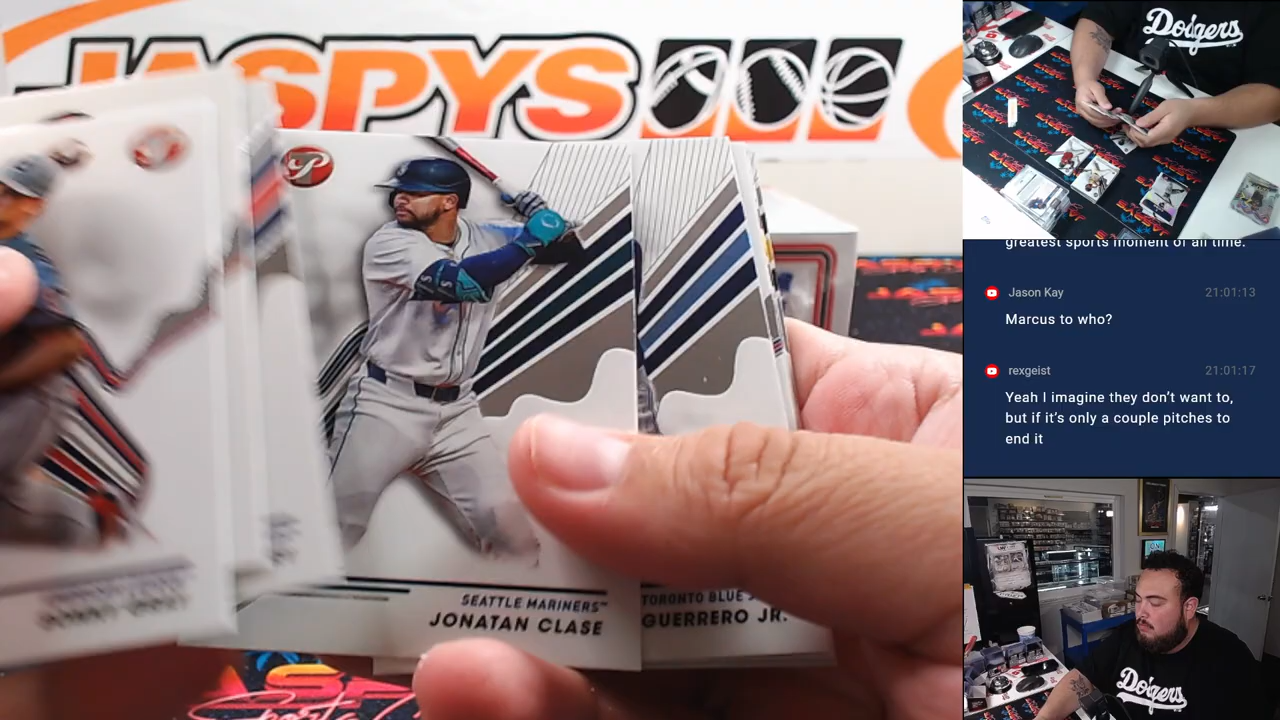 JASPYS
P
SEATTLE MARINERS™
JONATAN CLASE
TORONTO BLUE J
GUERRERO JR.
Dodgers
greatest sports moment of all time.
Jason Kay 21:01:13
Marcus to who?
rexgeist 21:01:17
Yeah I imagine they don't want to,
but if it's only a couple pitches to
end it
Dodgers